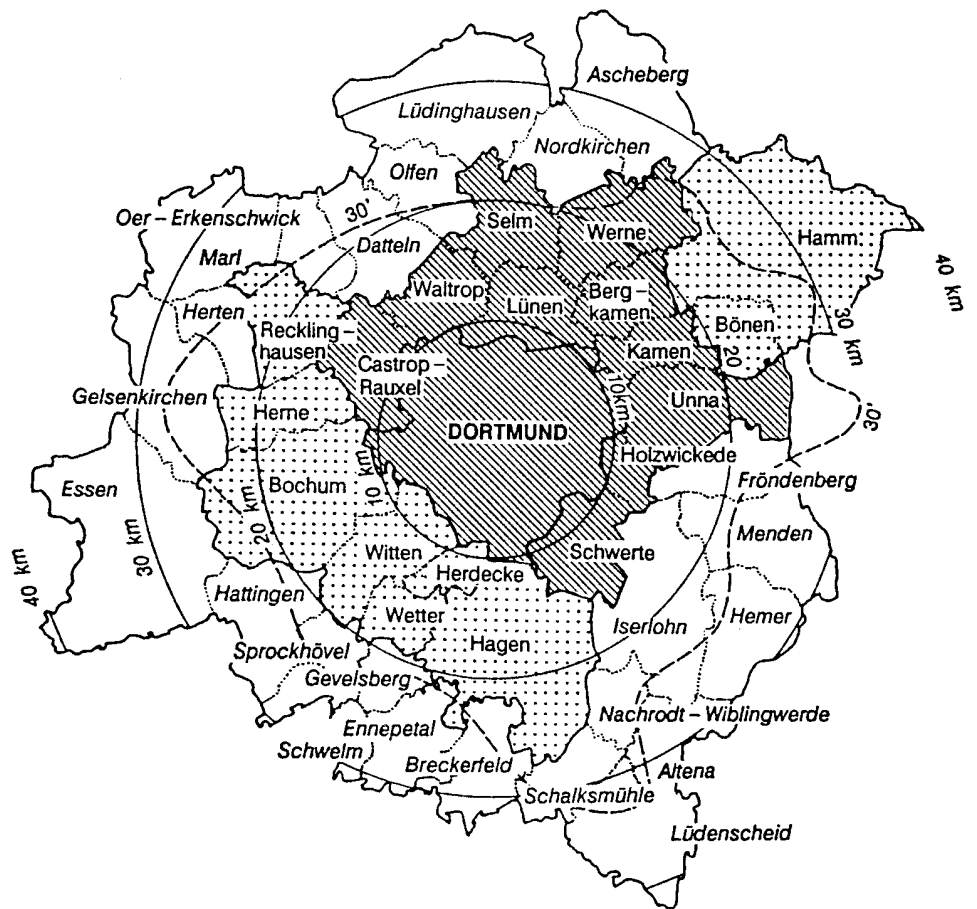 Ascheberg
40 km
Lüdinghausen
Nordkirchen
Olfen
30'
Oer – Erkenschwick
Selm
Werne
Hamm
Datteln
Marl
40 km
Waltrop
Lünen
Berg –
kamen
30 km
Herten
Bönen
Reckling –
hausen
Kamen
20
Castrop –
Rauxel
10km
Gelsenkirchen
Unna
30'
Herne
DORTMUND
Holzwickede
Essen
Bochum
10 km
Fröndenberg
20 km
30 km
40 km
Menden
Witten
Schwerte
Herdecke
Hattingen
Wetter
Hemer
Iserlohn
Hagen
Sprockhövel
Gevelsberg
Nachrodt – Wiblingwerde
Ennepetal
Schwelm
Breckerfeld
Altena
Schalksmühle
Lüdenscheid